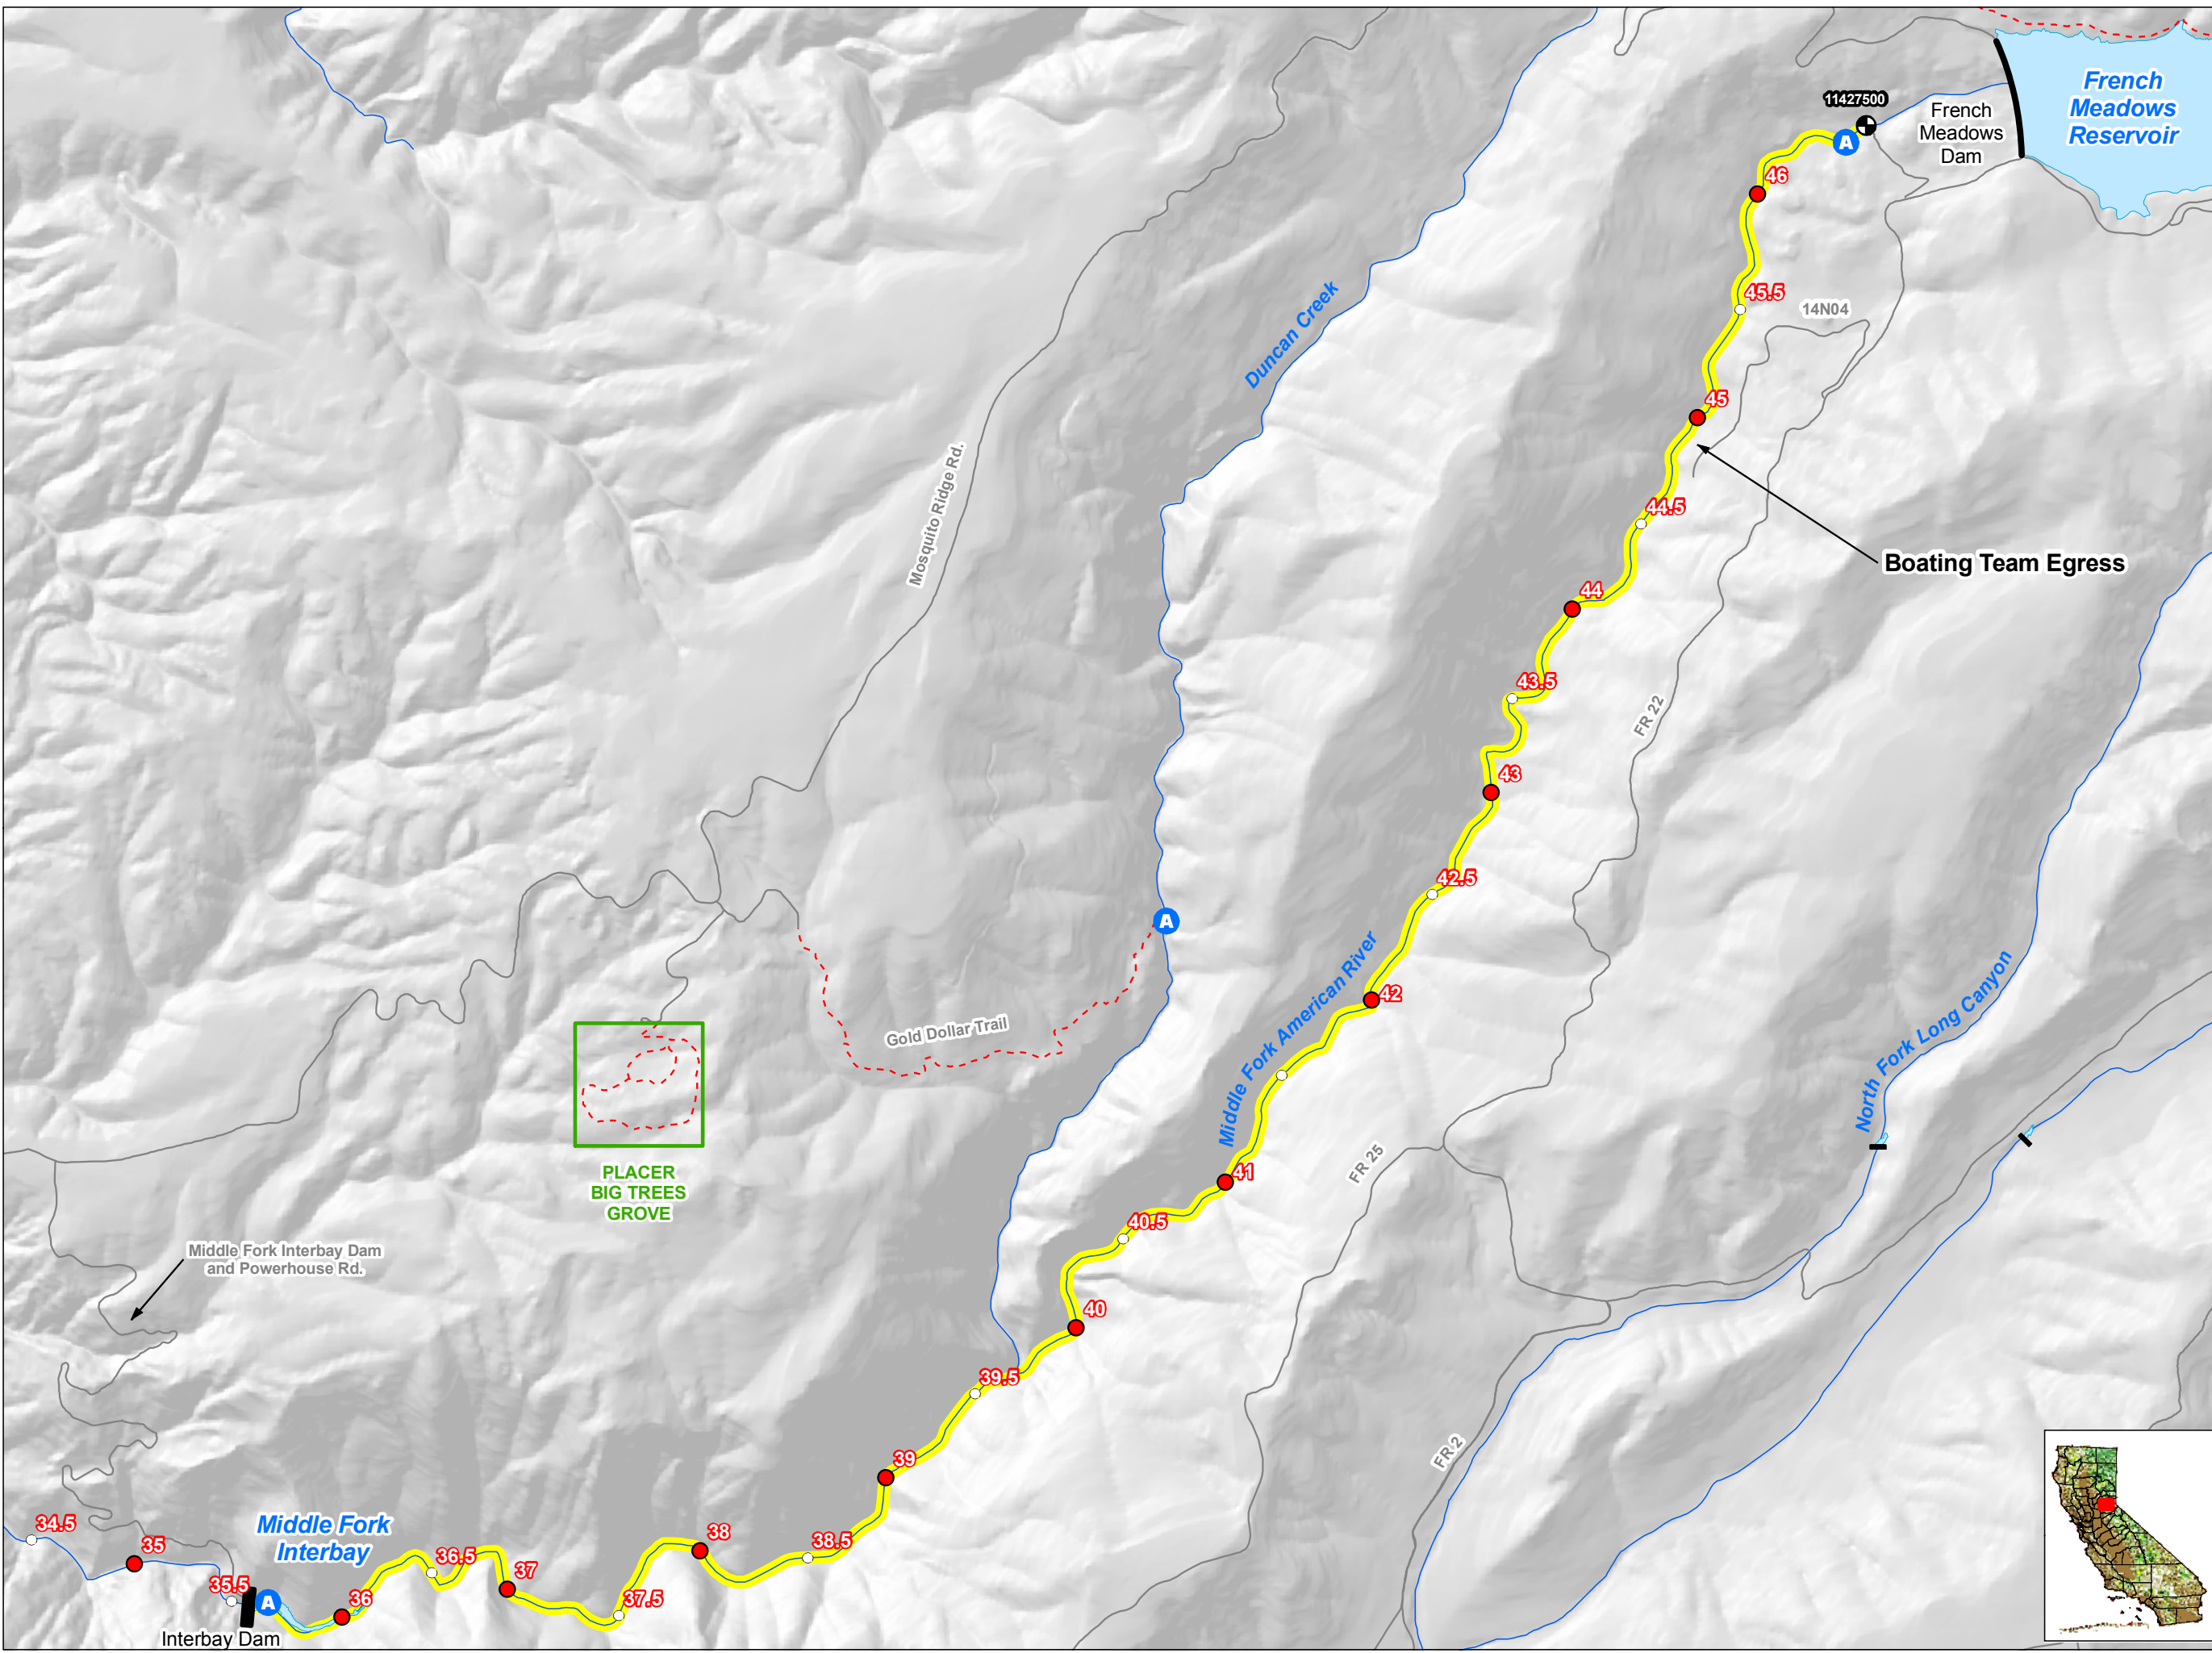 French
Meadows
Reservoir
11427500
French
Meadows
Dam
A
46
45.5
14N04
Duncan Creek
45
Mosquito Ridge Rd.
44.5
Boating Team Egress
44
43.5
FR 22
43
42.5
A
Middle Fork American River
42
North Fork Long Canyon
Gold Dollar Trail
41
FR 25
PLACER
BIG TREES
GROVE
40.5
Middle Fork Interbay Dam
and Powerhouse Rd.
40
39.5
39
FR 2
34.5
35
Middle Fork
Interbay
38
38.5
36.5
37
35.5
A
36
37.5
Interbay Dam